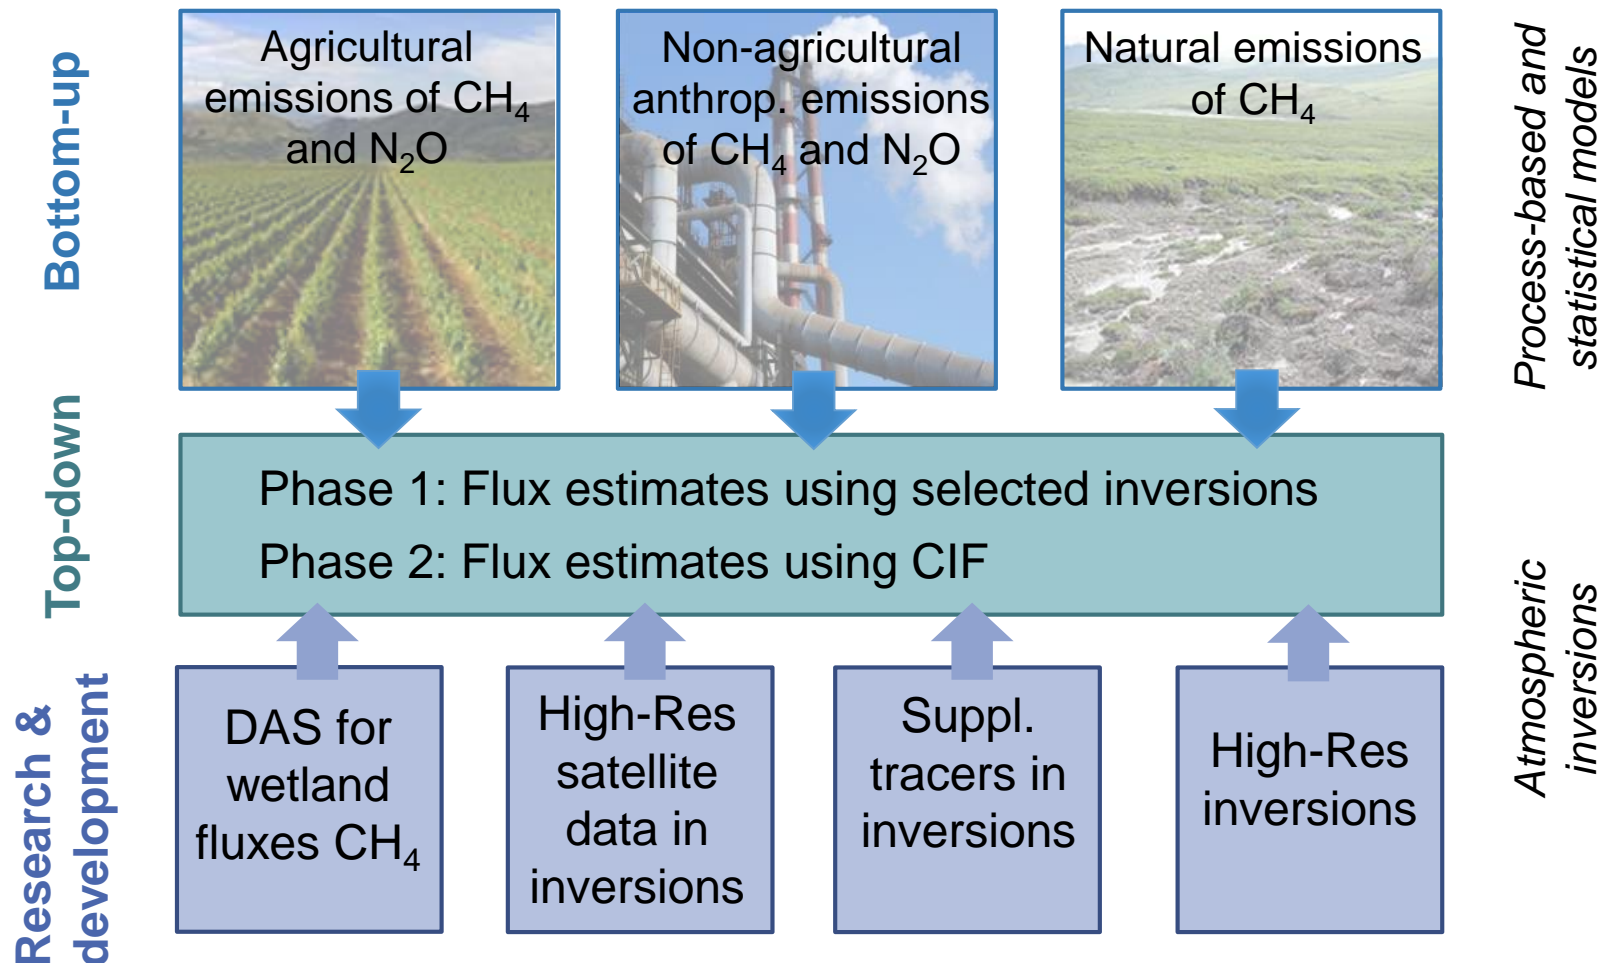 Bottom-up
Agricultural
emissions of CH₄
and N₂O
Non-agricultural
anthrop. emissions
of CH₄ and N₂O
Natural emissions
of CH₄
Process-based and
statistical models
Top-down
Phase 1: Flux estimates using selected inversions
Phase 2: Flux estimates using CIF
Atmospheric
inversions
Research &
development
DAS for
wetland
fluxes CH₄
High-Res
satellite
data in
inversions
Suppl.
tracers in
inversions
High-Res
inversions